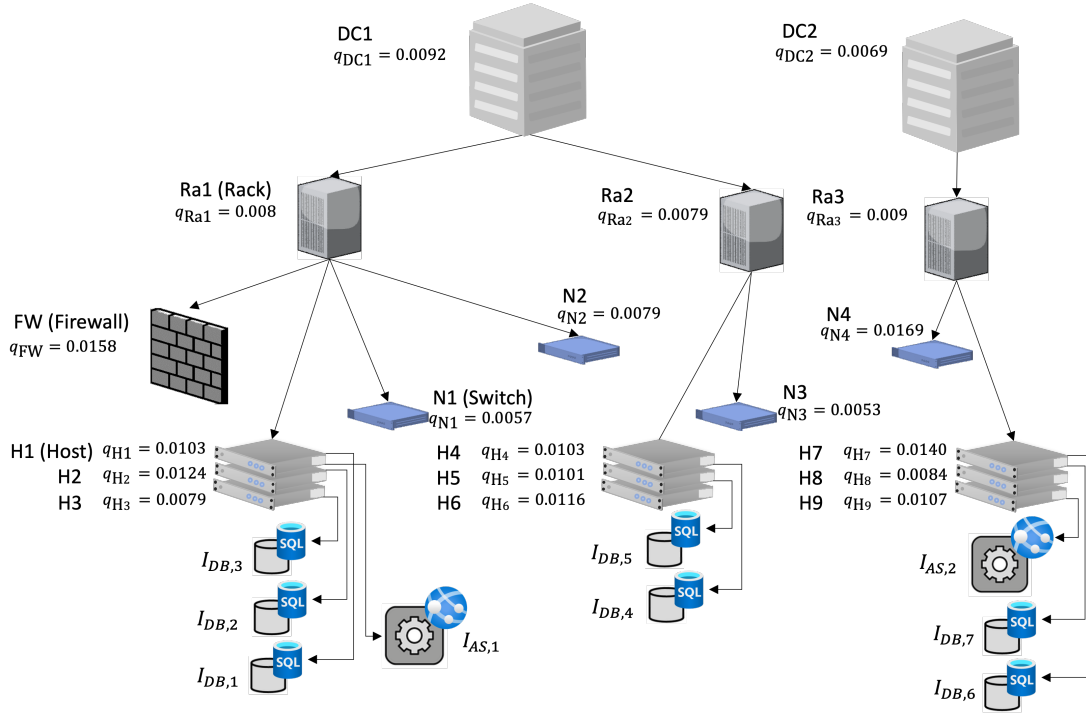 DC1
q_DC1 = 0.0092
DC2
q_DC2 = 0.0069
Ra1 (Rack)
q_Ra1 = 0.008
Ra2
q_Ra2 = 0.0079
Ra3
q_Ra3 = 0.009
FW (Firewall)
q_FW = 0.0158
N2
q_N2 = 0.0079
N4
q_N4 = 0.0169
N1 (Switch)
q_N1 = 0.0057
N3
q_N3 = 0.0053
H1 (Host) q_H1 = 0.0103
H2 q_H2 = 0.0124
H3 q_H3 = 0.0079
H4 q_H4 = 0.0103
H5 q_H5 = 0.0101
H6 q_H6 = 0.0116
H7 q_H7 = 0.0140
H8 q_H8 = 0.0084
H9 q_H9 = 0.0107
I_DB,3 SQL
I_DB,2 SQL
I_DB,1 SQL
I_AS,1
I_DB,5 SQL
I_DB,4 SQL
I_AS,2
I_DB,7 SQL
I_DB,6 SQL